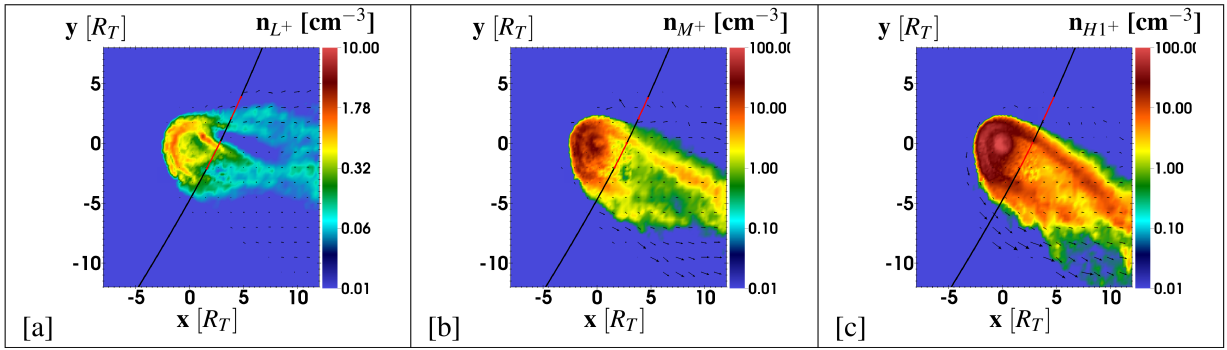 y [R_T] n_{L+} [cm^{-3}]
10.00
1.78
0.32
0.06
0.01
5
0
-5
-10
-5 0 5 10
x [R_T]
[a]
y [R_T] n_{M+} [cm^{-3}]
100.00
10.00
1.00
0.10
0.01
5
0
-5
-10
-5 0 5 10
x [R_T]
[b]
y [R_T] n_{H1+} [cm^{-3}]
100.00
10.00
1.00
0.10
0.01
5
0
-5
-10
-5 0 5 10
x [R_T]
[c]